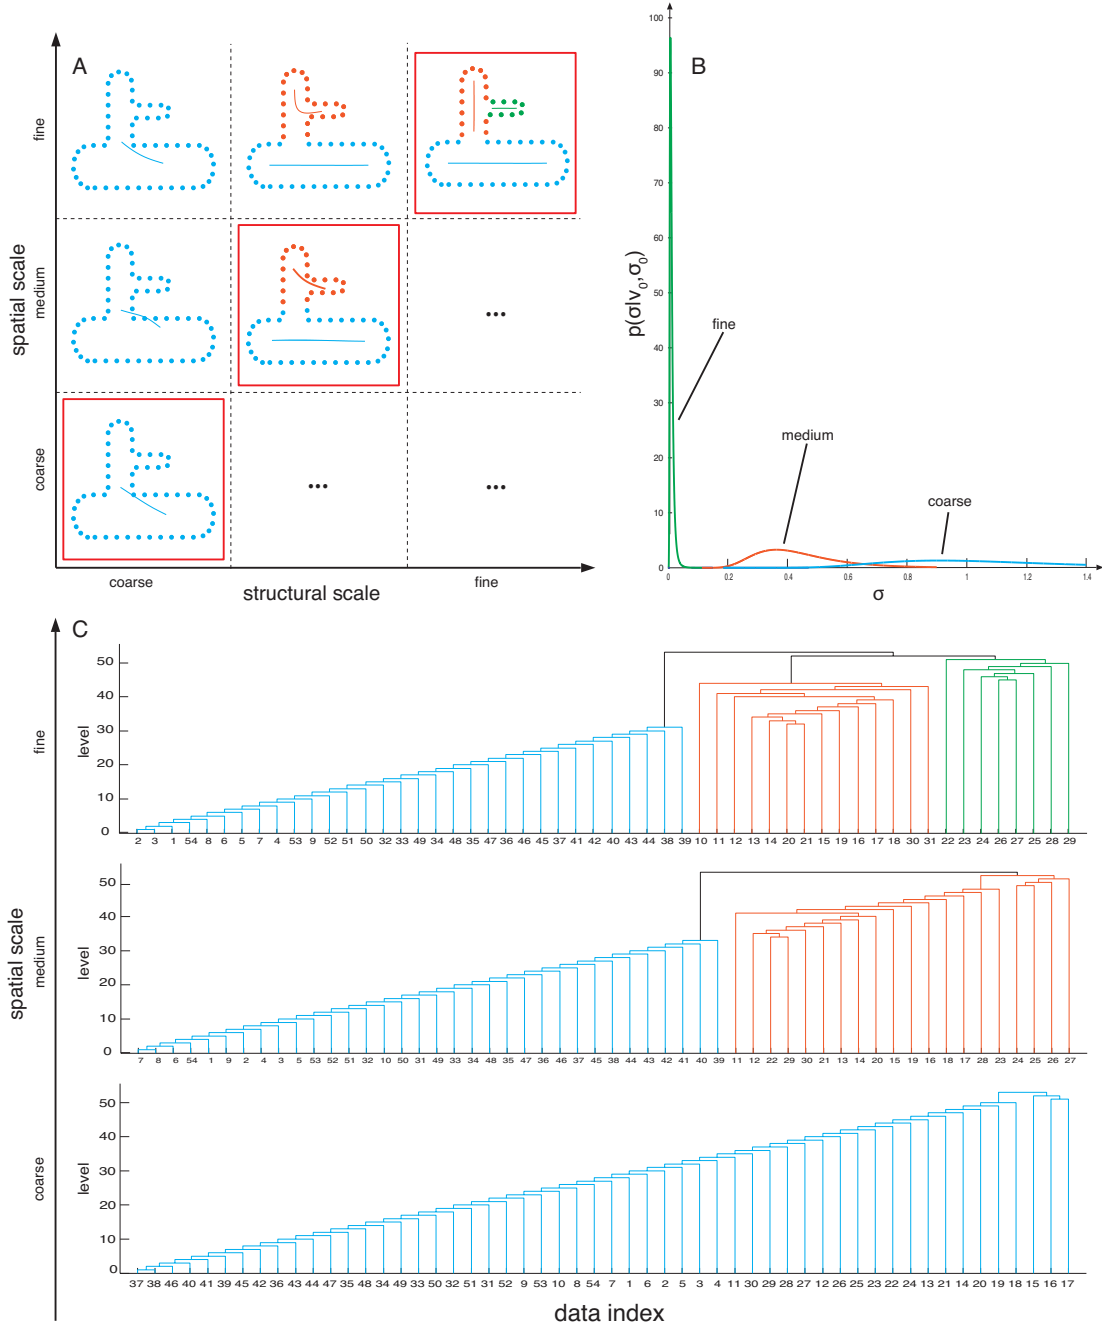 A
fine
medium
coarse
spatial scale
...
...
...
coarse
fine
structural scale
B
p(σ|v0,σ0)
100
90
80
70
60
50
40
30
20
10
0
fine
medium
coarse
0
0.2
0.4
0.6
0.8
1
1.2
1.4
σ
C
spatial scale
fine
level
50
40
30
20
10
0
2 3 1 54 8 6 5 7 4 53 9 52 51 50 32 33 49 34 48 35 47 36 46 45 37 41 42 40 43 44 38 39 10 11 12 13 14 20 21 15 19 16 17 18 30 31 22 23 24 26 27 25 28 29
medium
level
50
40
30
20
10
0
7 8 6 54 1 9 2 4 3 5 53 52 51 32 10 50 31 49 33 34 48 35 47 36 46 37 45 38 44 43 42 41 40 39 11 12 22 29 30 21 13 14 20 15 19 16 18 17 28 23 24 25 26 27
coarse
level
50
40
30
20
10
0
37 38 46 40 41 39 45 42 36 43 44 47 35 48 34 49 33 50 32 51 31 52 9 53 10 8 54 7 1 6 2 5 3 4 11 30 29 28 27 12 26 25 23 22 24 13 21 14 20 19 18 15 16 17
data index